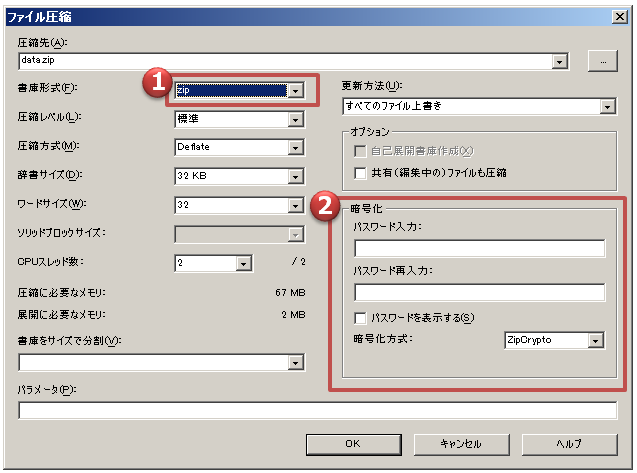 ファイル圧縮
圧縮先(A):
data.zip
...
1
書庫形式(F):
zip
圧縮レベル(L):
標準
圧縮方式(M):
Deflate
辞書サイズ(D):
32 KB
ワードサイズ(W):
32
ソリッドブロックサイズ:
CPUスレッド数:
2
/ 2
圧縮に必要なメモリ:
67 MB
展開に必要なメモリ:
2 MB
書庫をサイズで分割(V):
更新方法(U):
すべてのファイル上書き
オプション
自己展開書庫作成(X)
共有(編集中の)ファイルも圧縮
2
暗号化
パスワード入力:
パスワード再入力:
パスワードを表示する(S)
暗号化方式:
ZipCrypto
パラメータ(P):
OK
キャンセル
ヘルプ